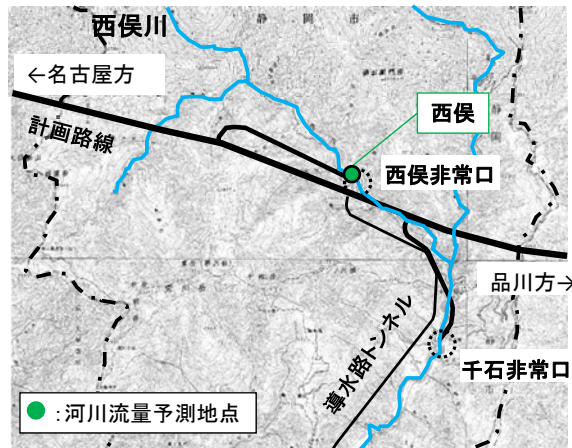 静岡市
西俣川
←名古屋方
計画路線
西俣
西俣非常口
品川方→
導水路トンネル
千石非常口
:河川流量予測地点